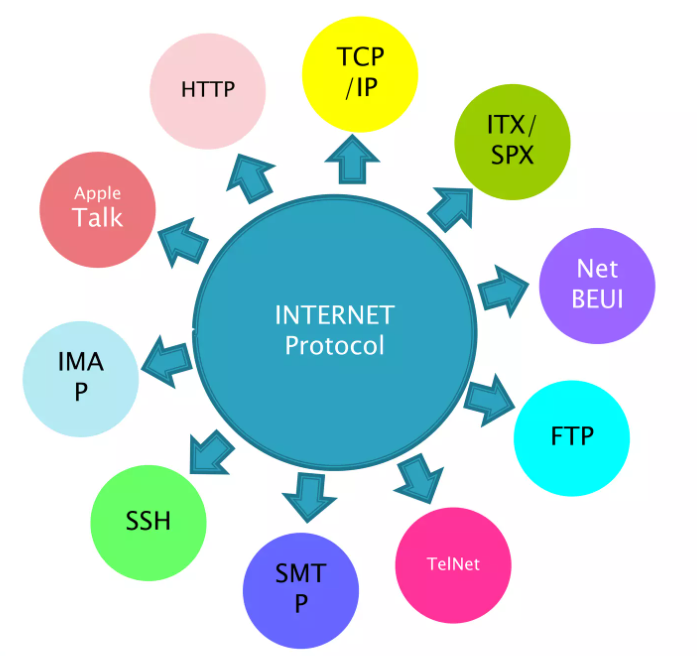 INTERNET
Protocol
TCP
/IP
ITX/
SPX
Net
BEUI
FTP
TelNet
SMT
P
SSH
IMA
P
Apple
Talk
HTTP